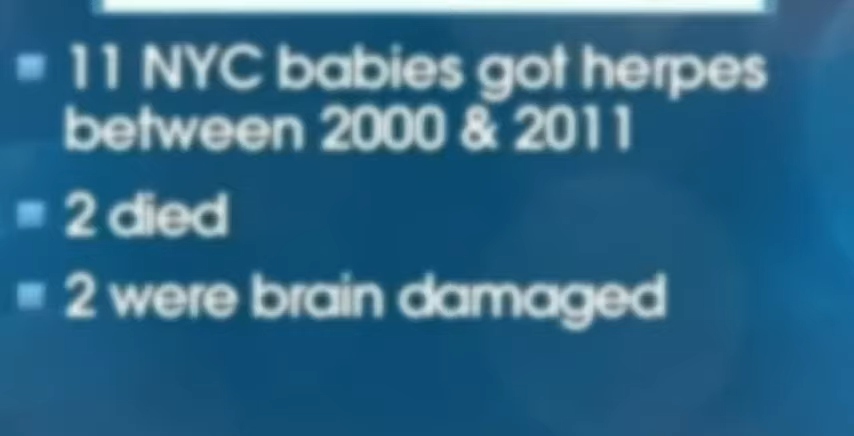 11 NYC babies got herpes
between 2000 & 2011
2 died
2 were brain damaged